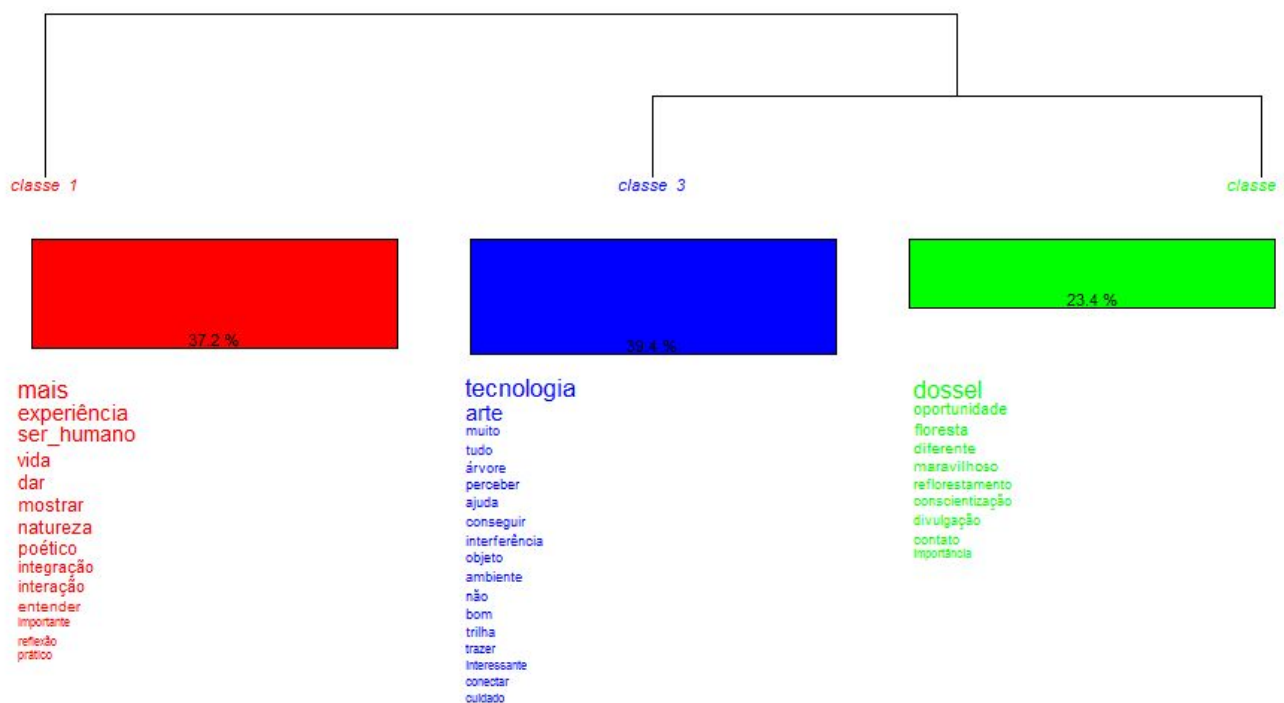 classe 1
classe 3
classe
37.2 %
39.4 %
23.4 %
mais
experiência
ser_humano
vida
dar
mostrar
natureza
poético
integração
interação
entender
importante
reflexão
prático
tecnologia
arte
muito
tudo
árvore
perceber
ajuda
conseguir
interferência
objeto
ambiente
não
bom
trilha
trazer
interessante
conectar
cuidado
dossel
oportunidade
floresta
diferente
maravilhoso
reflorestamento
conscientização
divulgação
contato
importância